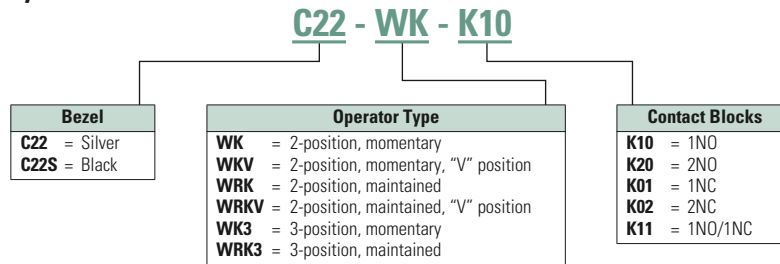 C22 - WK - K10
Bezel
C22 = Silver
C22S = Black
Operator Type
WK = 2-position, momentary
WKV = 2-position, momentary, “V” position
WRK = 2-position, maintained
WRKV = 2-position, maintained, “V” position
WK3 = 3-position, momentary
WRK3 = 3-position, maintained
Contact Blocks
K10 = 1NO
K20 = 2NO
K01 = 1NC
K02 = 2NC
K11 = 1NO/1NC